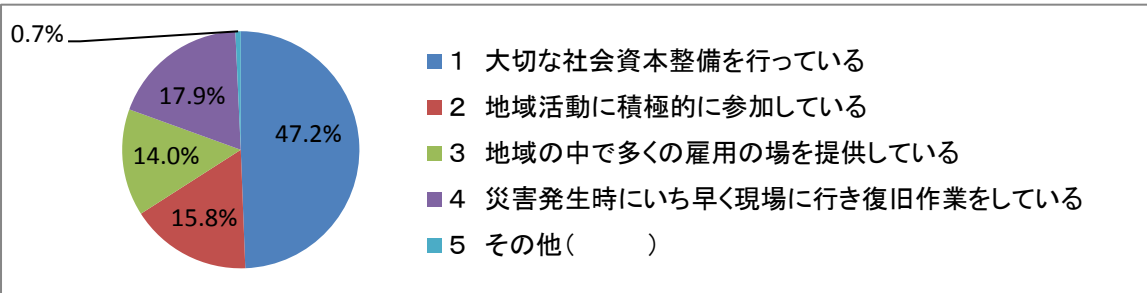 0.7%
17.9%
47.2%
14.0%
15.8%
1 大切な社会資本整備を行っている
2 地域活動に積極的に参加している
3 地域の中で多くの雇用の場を提供している
4 災害発生時にいち早く現場に行き復旧作業をしている
5 その他(　　　)